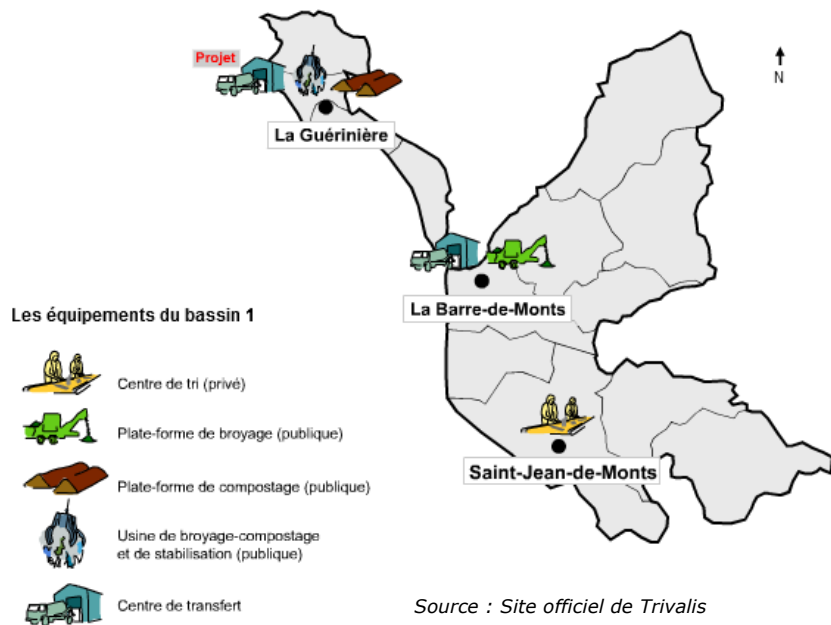 Projet
N
La Guérinière
La Barre-de-Monts
Les équipements du bassin 1
Centre de tri (privé)
Plate-forme de broyage (publique)
Saint-Jean-de-Monts
Plate-forme de compostage (publique)
Usine de broyage-compostage
et de stabilisation (publique)
Centre de transfert
Source : Site officiel de Trivalis